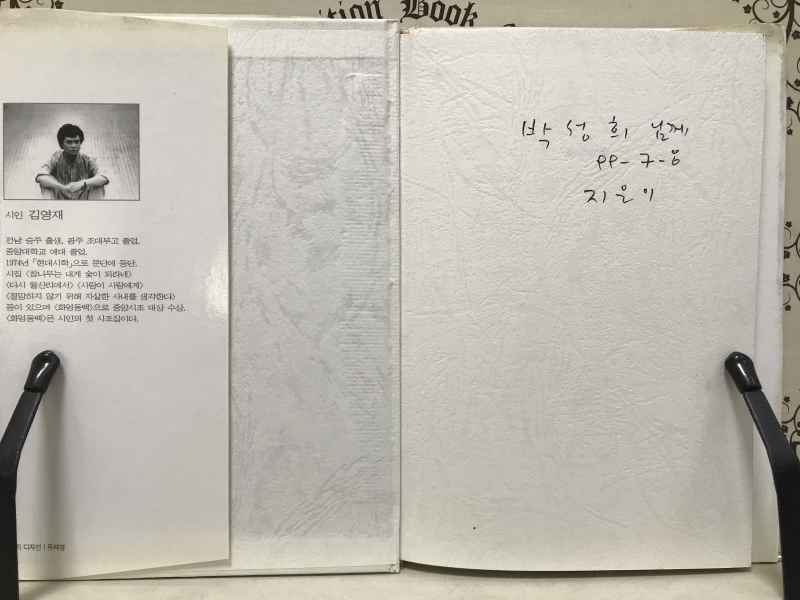 ition Book
시인 김영재
전남 승주 출생, 광주 조대부고 졸업.
중앙대학교 예대 졸업.
1974년 「현대시학」으로 문단에 등단.
시집 〈참나무는 내게 숯이 되라네〉
〈다시 월산리에서〉 〈사랑이 사람에게〉
〈절망하지 않기 위해 자살한 사내를 생각한다〉
등이 있으며 〈화엄동백〉으로 중앙시조 대상 수상.
〈화엄동백〉은 시인의 첫 시조집이다.
지 디자인 | 유재영
박성희 님께
99-7-8
지은이